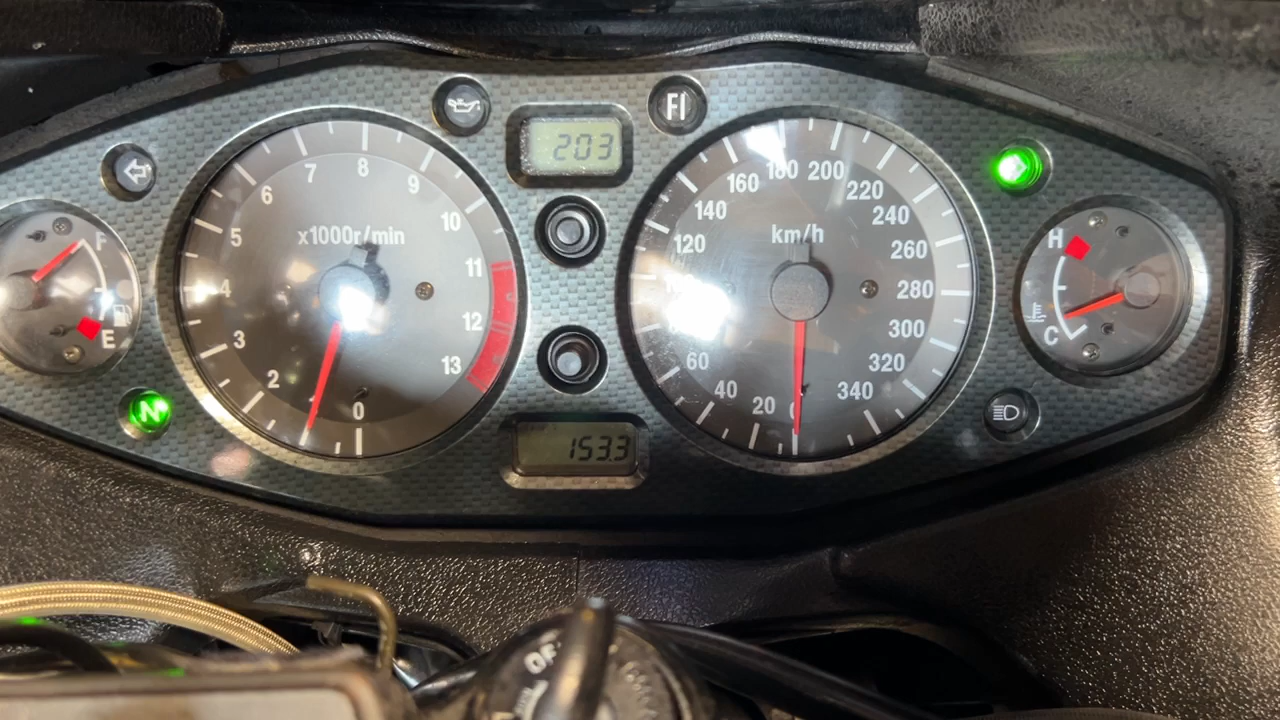 FI
203
7 8 9
6 10
5 11
4 12
3 13
2 0
x1000r/min
160 180 200
140 220
120 240
260
280
60 300
40 320
20 0 340
km/h
F
E
H
C
N
153.3
OF